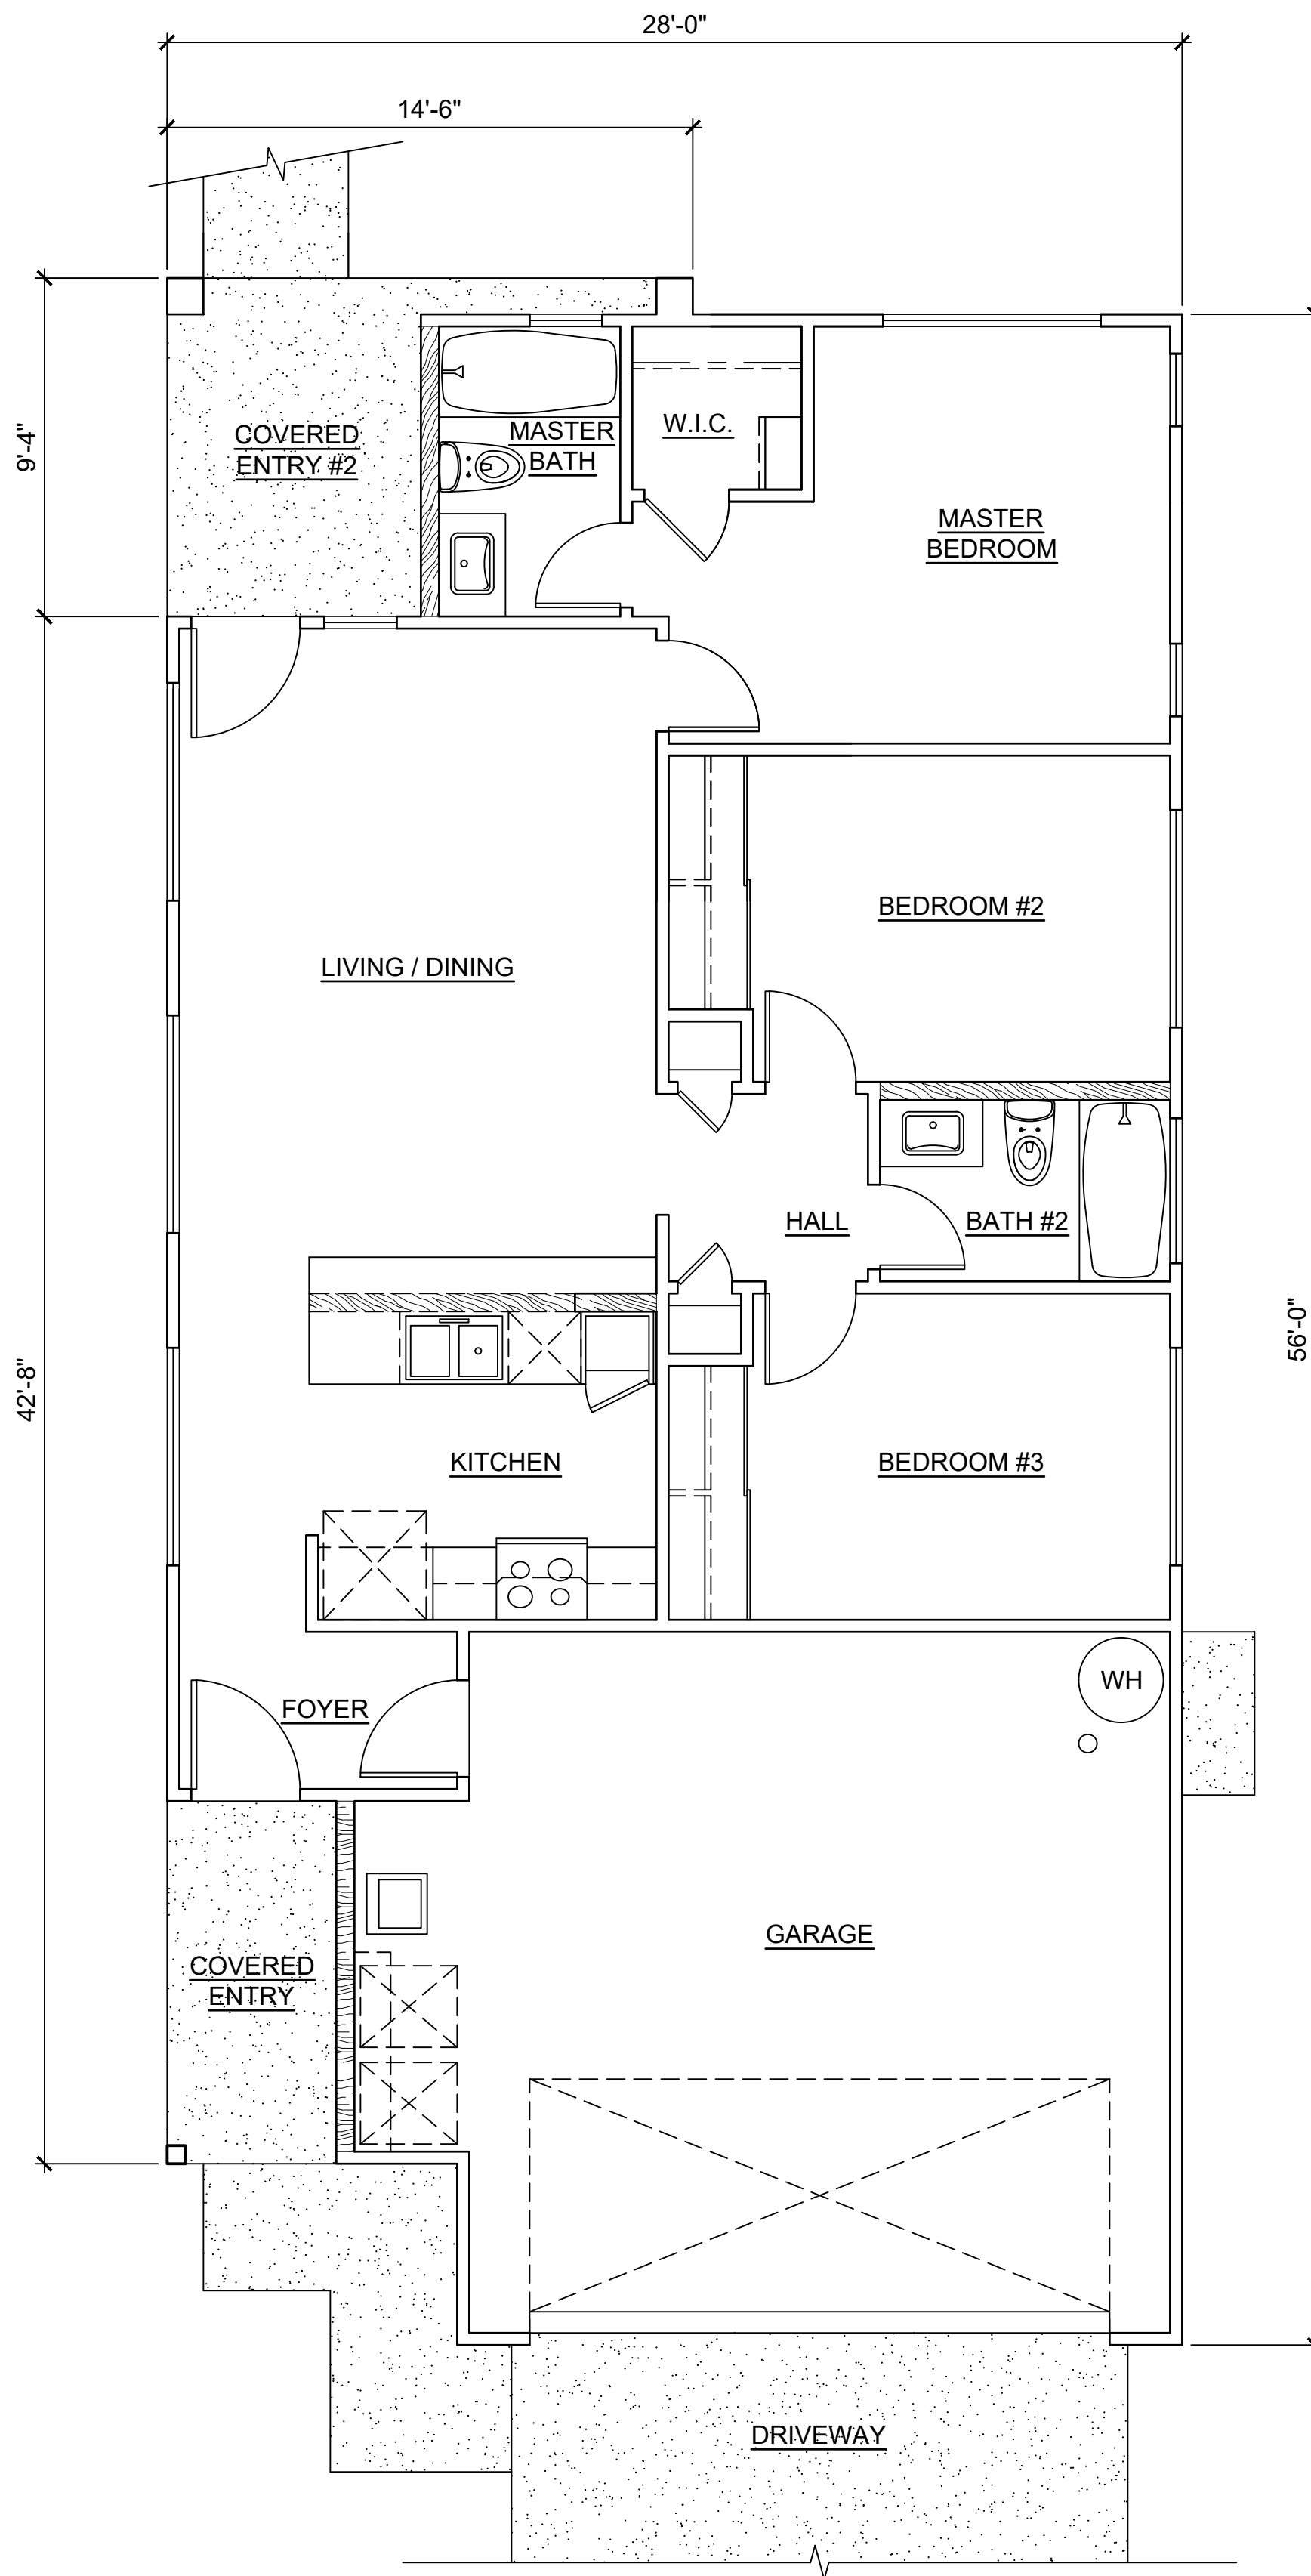 28'-0"
14'-6"
COVERED
ENTRY #2
MASTER
BATH
W.I.C.
9'-4"
MASTER
BEDROOM
BEDROOM #2
LIVING / DINING
HALL
BATH #2
56'-0"
42'-8"
KITCHEN
BEDROOM #3
WH
FOYER
GARAGE
COVERED
ENTRY
DRIVEWAY